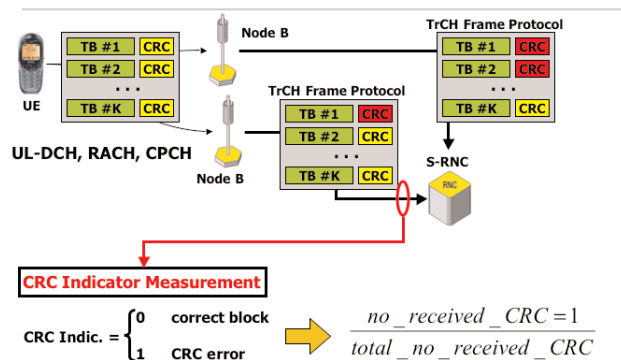 TrCH Frame Protocol
Node B
TB #1 CRC
TB #2 CRC
...
TB #K CRC
UE
TB #1 CRC
TB #2 CRC
...
TB #K CRC
TrCH Frame Protocol
TB #1 CRC
TB #2 CRC
...
TB #K CRC
UL-DCH, RACH, CPCH
Node B
S-RNC
RNC
CRC Indicator Measurement
CRC Indic. = { 0 correct block
1 CRC error
no_received_CRC = 1
total_no_received_CRC